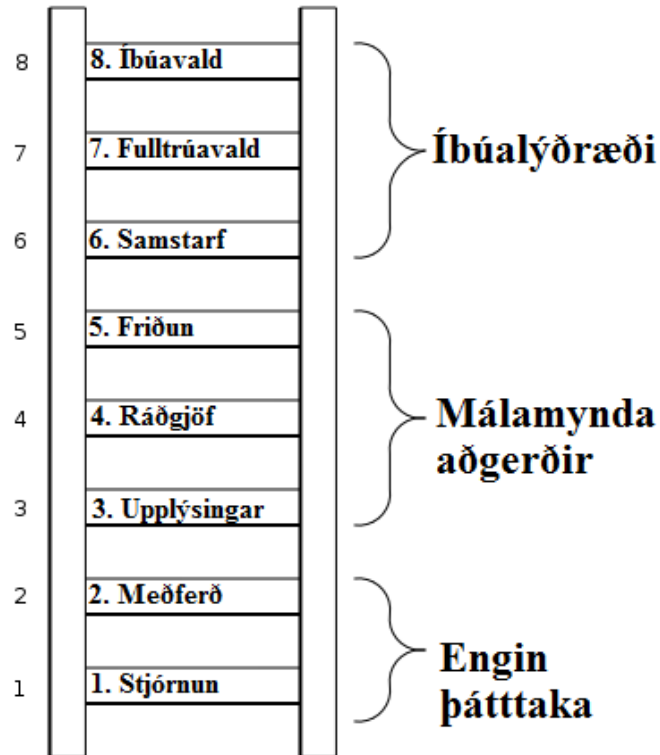 8
8. Íbúavald
7
7. Fulltrúavald
Íbúalýðræði
6
6. Samstarf
5
5. Friðun
4
4. Ráðgjöf
Málamynda
aðgerðir
3
3. Upplýsingar
2
2. Meðferð
Engin
þátttaka
1
1. Stjórnun